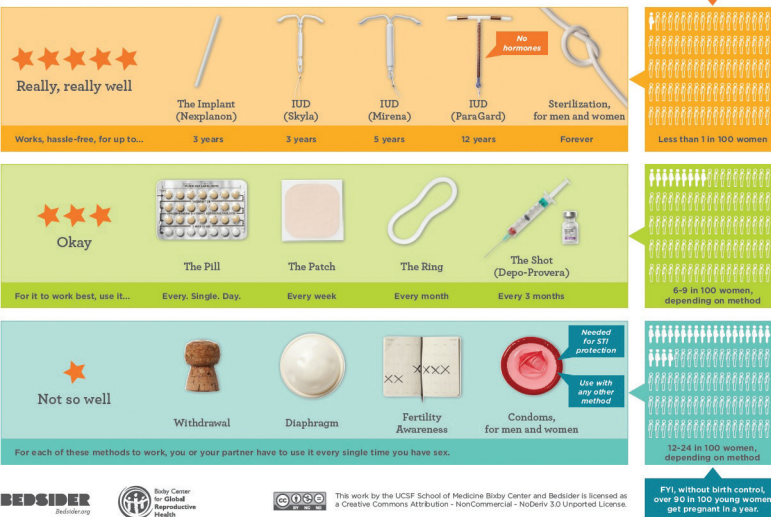 Really, really well
The Implant
(Nexplanon)
IUD
(Skyla)
IUD
(Mirena)
No
hormones
IUD
(ParaGard)
Sterilization,
for men and women
Works, hassle-free, for up to...
3 years
3 years
5 years
12 years
Forever
Less than 1 in 100 women
Okay
The Pill
The Patch
The Ring
The Shot
(Depo-Provera)
For it to work best, use it...
Every. Single. Day.
Every week
Every month
Every 3 months
6-9 in 100 women,
depending on method
Not so well
Withdrawal
Diaphragm
Fertility
Awareness
Needed
for STI
protection
Use with
any other
method
Condoms,
for men and women
For each of these methods to work, you or your partner have to use it every single time you have sex.
12-24 in 100 women,
depending on method
FYI, without birth control,
over 90 in 100 young women
get pregnant in a year.
BEDSIDER
Bedsider.org
Bixby Center
for Global
Reproductive
Health
cc
BY NC ND
This work by the UCSF School of Medicine Bixby Center and Bedsider is licensed as
a Creative Commons Attribution - NonCommercial - NoDeriv 3.0 Unported License.